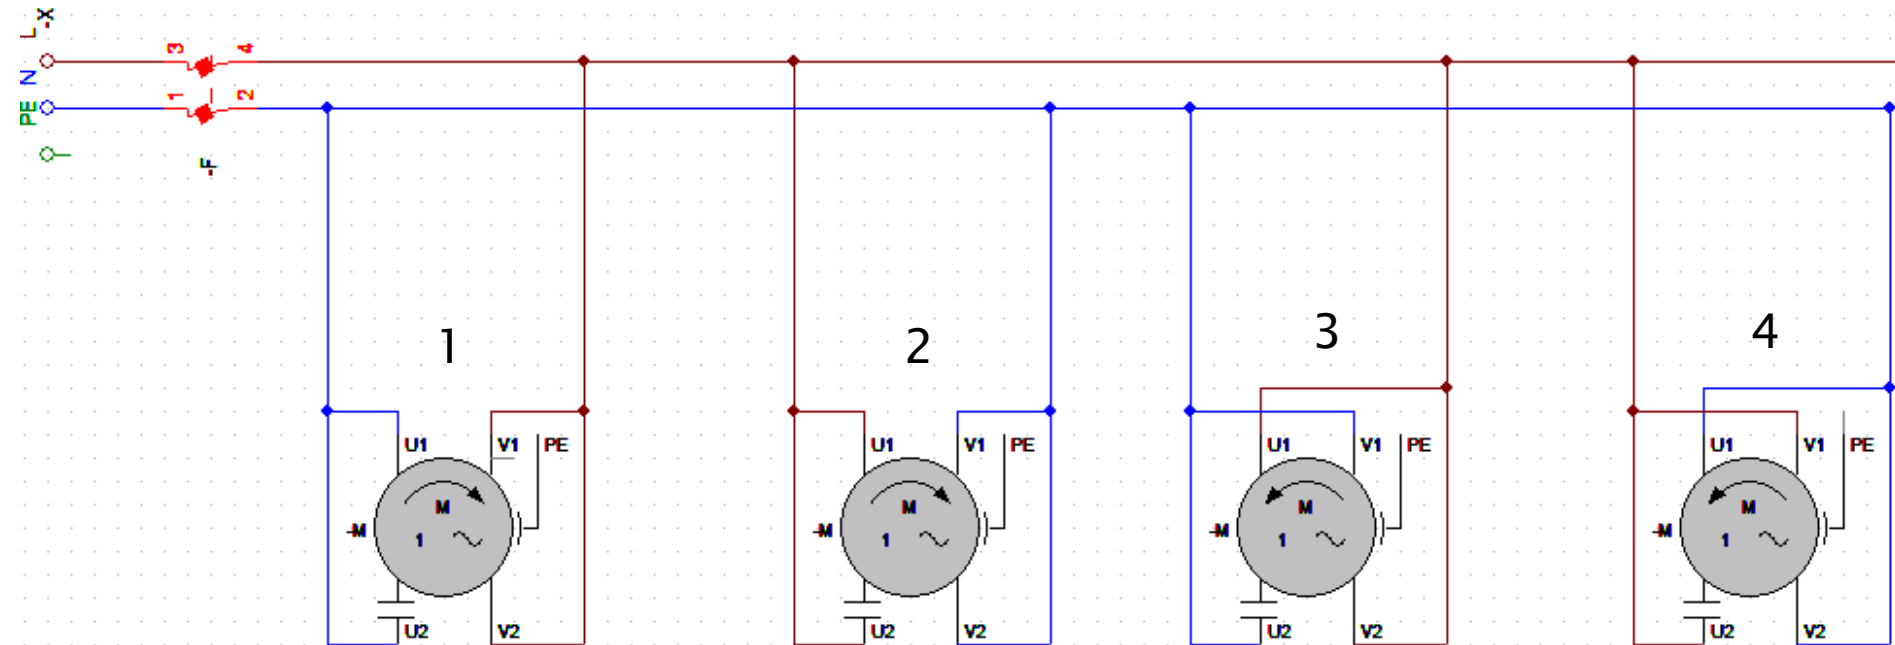 -X
L
N
PE
3 4
1 2
-F
1 2 3 4
U1 V1 PE U1 V1 PE U1 V1 PE U1 V1 PE
M M M M
-M 1 -M 1 -M 1 -M 1
U2 V2 U2 V2 U2 V2 U2 V2